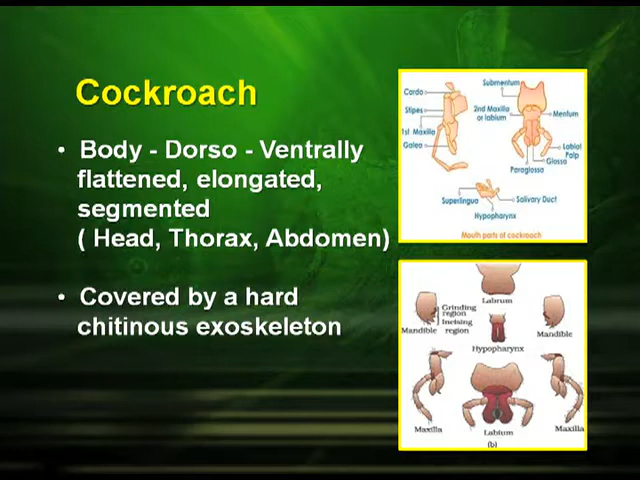 Cockroach
• Body - Dorso - Ventrally
flattened, elongated,
segmented
( Head, Thorax, Abdomen)
• Covered by a hard
chitinous exoskeleton
Cardo
Stipes
1st Maxilla
Galea
Submentum
2nd Maxilla
or labium
Mentum
Labial
Palp
Glossa
Paraglossa
Superlingua
Salivary Duct
Hypopharynx
Mouth parts of cockroach
Labrum
Grinding
region
Incising
region
Mandible
Mandible
Hypopharynx
Maxilla
Labium
Maxilla
(b)